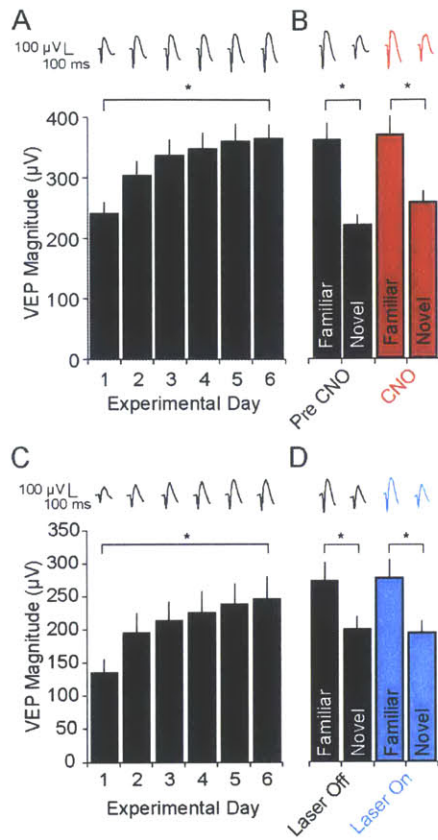 A
100 µV
100 ms
*
VEP Magnitude (µV)
400
300
200
100
0
1 2 3 4 5 6
Experimental Day
B
* *
Familiar
Novel
Familiar
Novel
Pre CNO
CNO
C
100 µV
100 ms
*
VEP Magnitude (µV)
350
300
250
200
150
100
50
0
1 2 3 4 5 6
Experimental Day
D
* *
Familiar
Novel
Familiar
Novel
Laser Off
Laser On